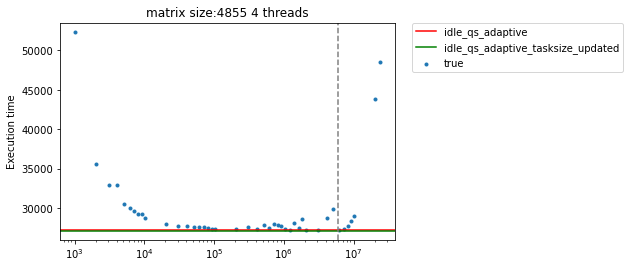 matrix size:4855 4 threads
idle_qs_adaptive
idle_qs_adaptive_tasksize_updated
true
Execution time
50000
45000
40000
35000
30000
10³
10⁴
10⁵
10⁶
10⁷